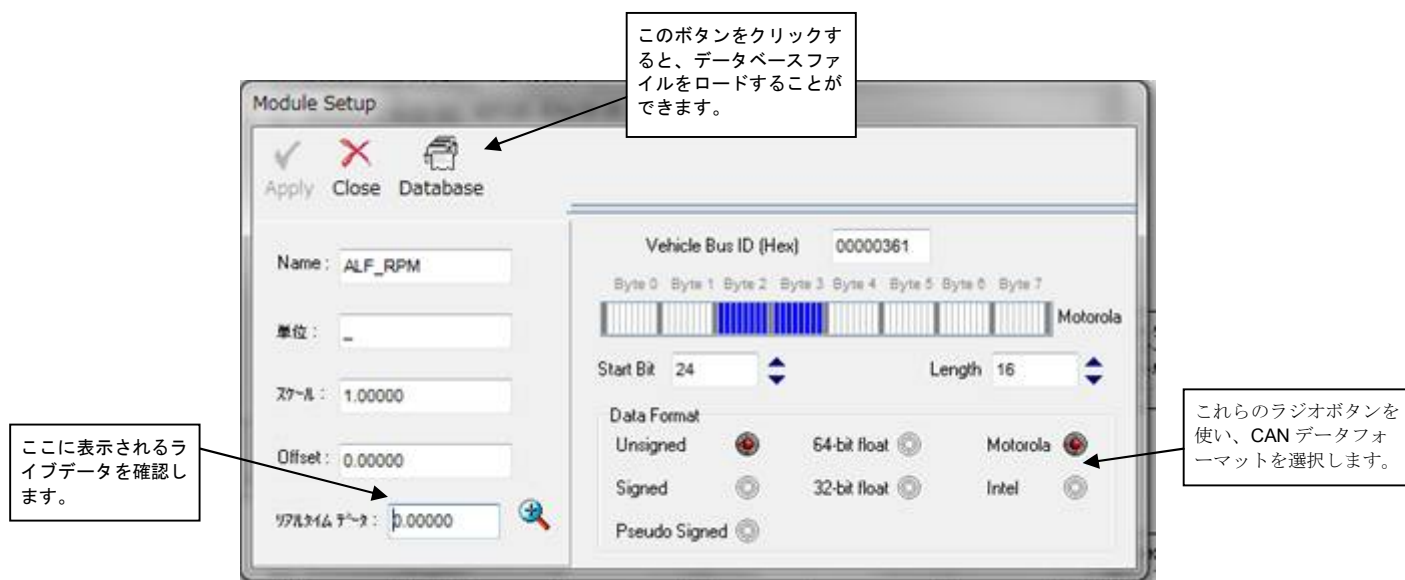 このボタンをクリックす
ると、データベースファ
イルをロードすることが
できます。
Module Setup
Apply Close Database
Name : ALF_RPM
単位 : _
スケール : 1.00000
Offset : 0.00000
リアルタイム データ : 0.00000
ここに表示されるラ
イブデータを確認し
ます。
Vehicle Bus ID (Hex) 00000361
Byte 0 Byte 1 Byte 2 Byte 3 Byte 4 Byte 5 Byte 6 Byte 7
Motorola
Start Bit 24 Length 16
Data Format
Unsigned 64-bit float Motorola
Signed 32-bit float Intel
Pseudo Signed
これらのラジオボタンを
使い、CAN データフォ
ーマットを選択します。